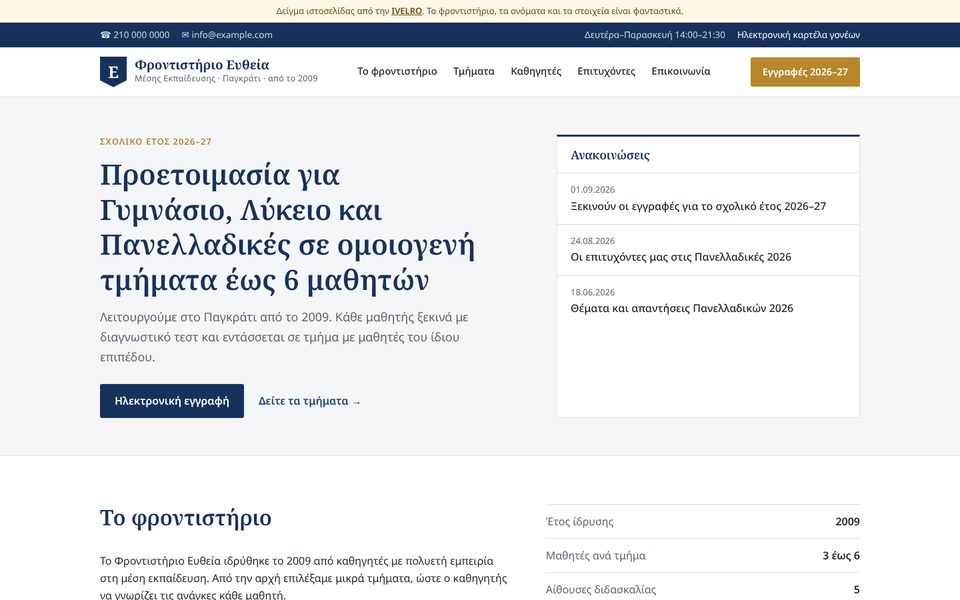 Δείγμα ιστοσελίδας από την IVELRO. Το φροντιστήριο, τα ονόματα και τα στοιχεία είναι φανταστικά.
☎ 210 000 0000 ✉ info@example.com Δευτέρα–Παρασκευή 14:00–21:30 Ηλεκτρονική καρτέλα γονέων
Ε
Φροντιστήριο Ευθεία
Μέσης Εκπαίδευσης · Παγκράτι · από το 2009
Το φροντιστήριο Τμήματα Καθηγητές Επιτυχόντες Επικοινωνία
Εγγραφές 2026–27
ΣΧΟΛΙΚΟ ΕΤΟΣ 2026–27
Προετοιμασία για
Γυμνάσιο, Λύκειο και
Πανελλαδικές σε ομοιογενή
τμήματα έως 6 μαθητών
Λειτουργούμε στο Παγκράτι από το 2009. Κάθε μαθητής ξεκινά με
διαγνωστικό τεστ και εντάσσεται σε τμήμα με μαθητές του ίδιου
επιπέδου.
Ηλεκτρονική εγγραφή Δείτε τα τμήματα →
Ανακοινώσεις
01.09.2026
Ξεκινούν οι εγγραφές για το σχολικό έτος 2026–27
24.08.2026
Οι επιτυχόντες μας στις Πανελλαδικές 2026
18.06.2026
Θέματα και απαντήσεις Πανελλαδικών 2026
Το φροντιστήριο
Το Φροντιστήριο Ευθεία ιδρύθηκε το 2009 από καθηγητές με πολυετή εμπειρία
στη μέση εκπαίδευση. Από την αρχή επιλέξαμε μικρά τμήματα, ώστε ο καθηγητής
να γνωρίζει τις ανάγκες κάθε μαθητή.
Έτος ίδρυσης 2009
Μαθητές ανά τμήμα 3 έως 6
Αίθουσες διδασκαλίας 5